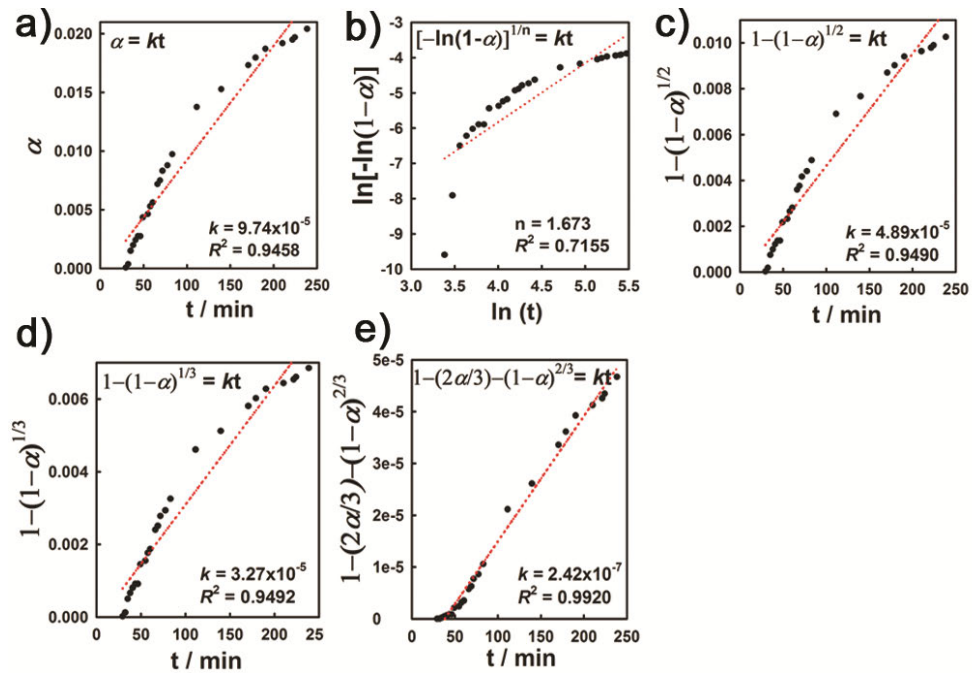 a)
α = kt
0.020
0.015
0.010
0.005
0.000
α
k = 9.74x10⁻⁵
R² = 0.9458
0 50 100 150 200 250
t / min
b)
[−ln(1-α)]^1/n = kt
-3
-4
-5
-6
-7
-8
-9
-10
ln[-ln(1−α)]
n = 1.673
R² = 0.7155
3.0 3.5 4.0 4.5 5.0 5.5
ln (t)
c)
1−(1−α)^1/2 = kt
0.010
0.008
0.006
0.004
0.002
0.000
1−(1−α)^1/2
k = 4.89x10⁻⁵
R² = 0.9490
0 50 100 150 200 250
t / min
d)
1−(1−α)^1/3 = kt
0.006
0.004
0.002
0.000
1−(1−α)^1/3
k = 3.27x10⁻⁵
R² = 0.9492
0 50 100 150 200 25
t / min
e)
1−(2α/3)−(1−α)^2/3 = kt
5e-5
4e-5
3e-5
2e-5
1e-5
0
1−(2α/3)−(1−α)^2/3
k = 2.42x10⁻⁷
R² = 0.9920
0 50 100 150 200 250
t / min